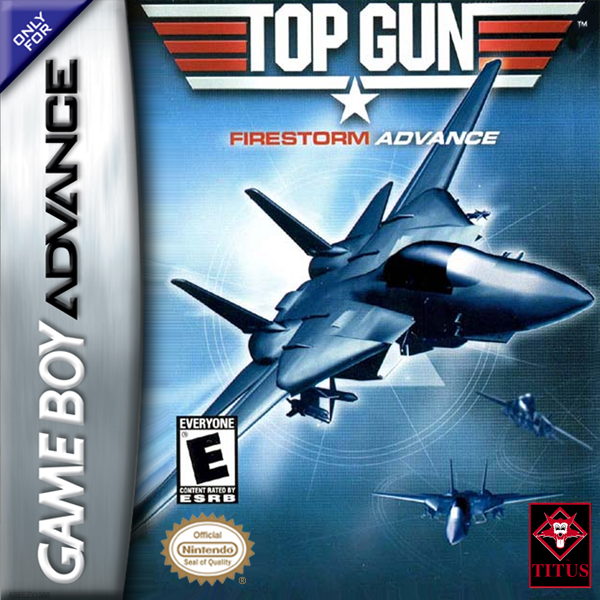 ONLY
FOR
GAME BOY ADVANCE
TOP GUN
™
FIRESTORM ADVANCE
EVERYONE
E
®
CONTENT RATED BY
ESRB
Official
Nintendo
Seal of Quality
®
TITUS